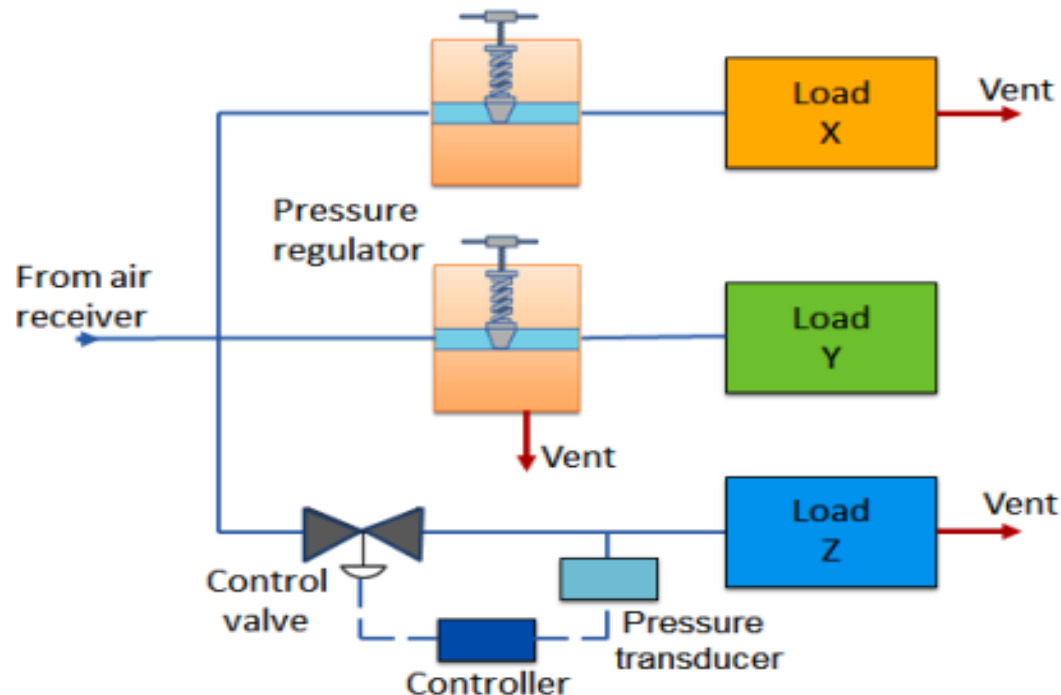 Load
X
Vent
Pressure
regulator
From air
receiver
Load
Y
Vent
Load
Z
Vent
Control
valve
Pressure
transducer
Controller